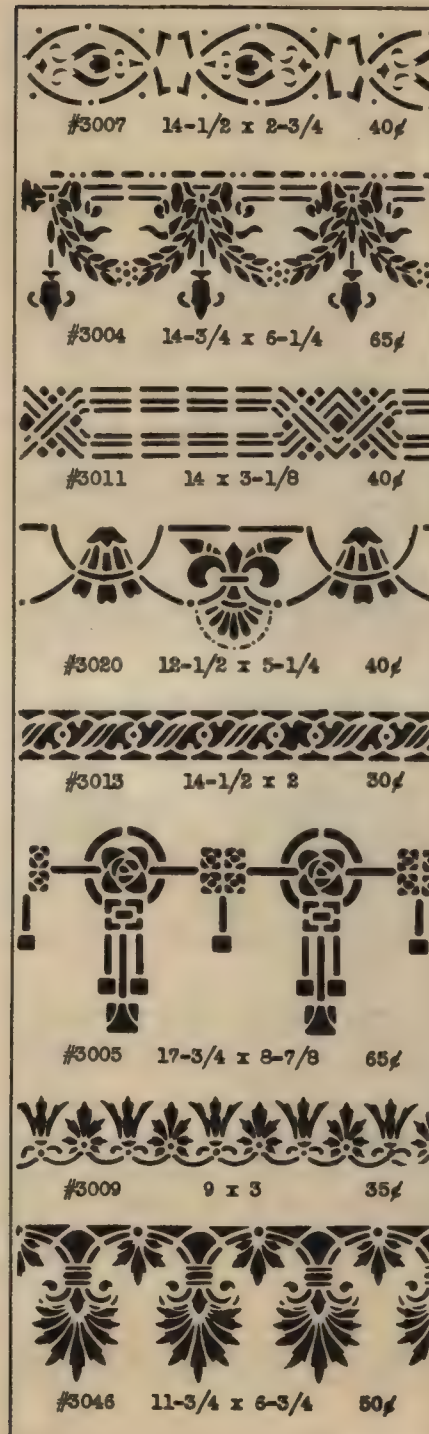 #3007 14-1/2 x 2-3/4 40¢
#3004 14-3/4 x 6-1/4 65¢
#3011 14 x 3-1/8 40¢
#3020 12-1/2 x 5-1/4 40¢
#3013 14-1/2 x 2 30¢
#3005 17-3/4 x 8-7/8 65¢
#3009 9 x 3 35¢
#3046 11-3/4 x 6-3/4 50¢